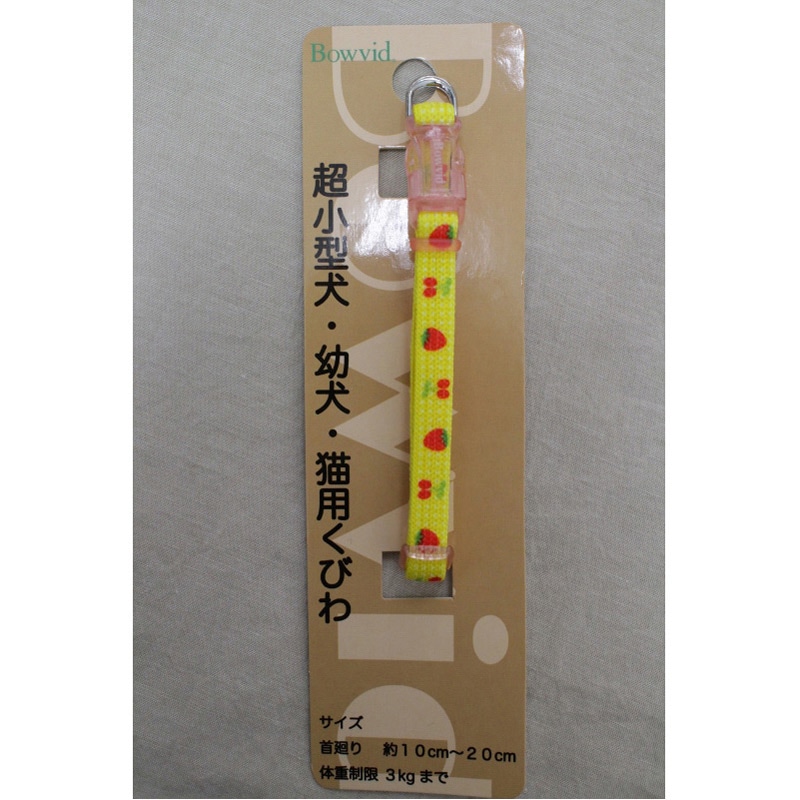 Bowvid.
Bowvid
超小型犬・幼犬・猫用くびわ
サイズ
首廻り 約10cm〜20cm
体重制限 3kgまで